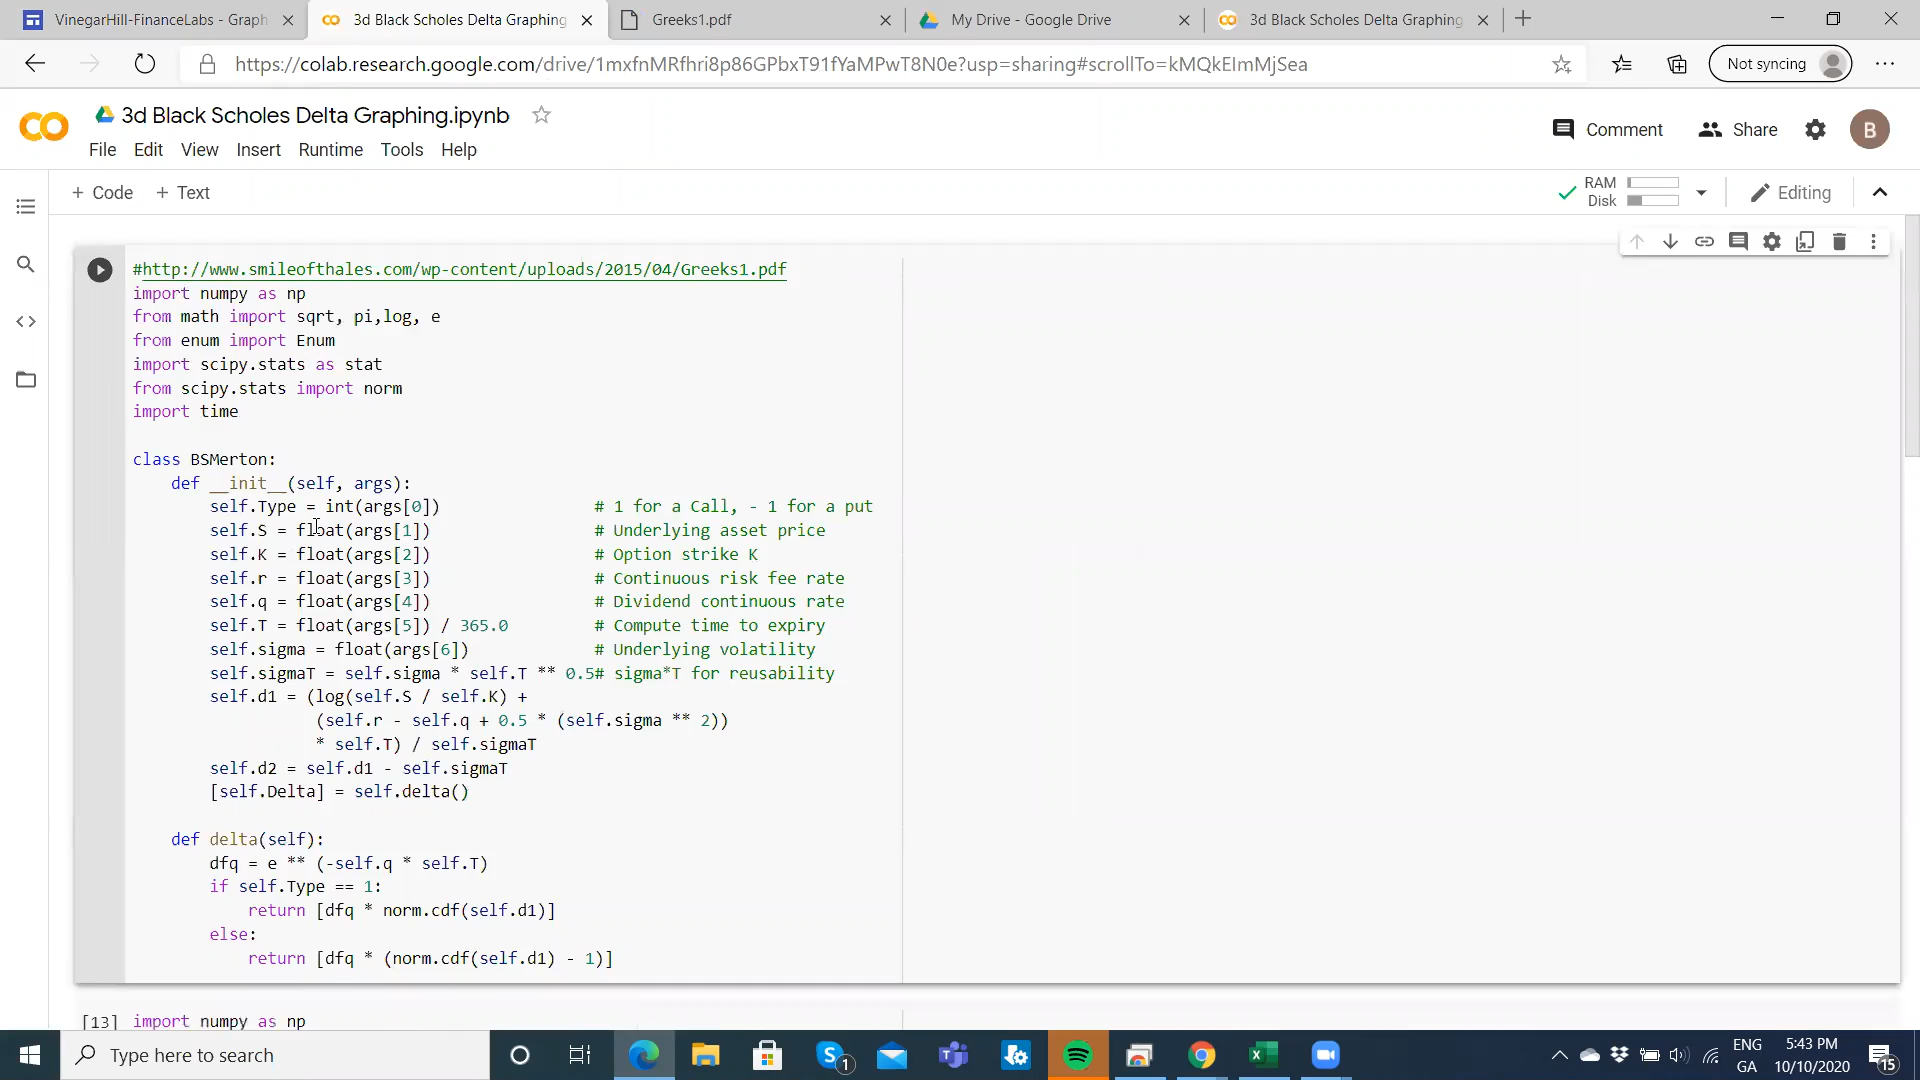 VinegarHill-FinanceLabs - Graph
3d Black Scholes Delta Graphing
Greeks1.pdf
My Drive - Google Drive
3d Black Scholes Delta Graphing
https://colab.research.google.com/drive/1mxfnMRfhri8p86GPbxT91fYaMPwT8N0e?usp=sharing#scrollTo=kMQkEImMjSea
Not syncing
3d Black Scholes Delta Graphing.ipynb
Comment
Share
B
File Edit View Insert Runtime Tools Help
+ Code + Text
RAM
Disk
Editing
#http://www.smileofthales.com/wp-content/uploads/2015/04/Greeks1.pdf
import numpy as np
from math import sqrt, pi,log, e
from enum import Enum
import scipy.stats as stat
from scipy.stats import norm
import time
class BSMerton:
def __init__(self, args):
self.Type = int(args[0]) # 1 for a Call, - 1 for a put
self.S = float(args[1]) # Underlying asset price
self.K = float(args[2]) # Option strike K
self.r = float(args[3]) # Continuous risk fee rate
self.q = float(args[4]) # Dividend continuous rate
self.T = float(args[5]) / 365.0 # Compute time to expiry
self.sigma = float(args[6]) # Underlying volatility
self.sigmaT = self.sigma * self.T ** 0.5# sigma*T for reusability
self.d1 = (log(self.S / self.K) +
(self.r - self.q + 0.5 * (self.sigma ** 2))
* self.T) / self.sigmaT
self.d2 = self.d1 - self.sigmaT
[self.Delta] = self.delta()
def delta(self):
dfq = e ** (-self.q * self.T)
if self.Type == 1:
return [dfq * norm.cdf(self.d1)]
else:
return [dfq * (norm.cdf(self.d1) - 1)]
[13] import numpy as np
Type here to search
1
ENG
GA
5:43 PM
10/10/2020
15